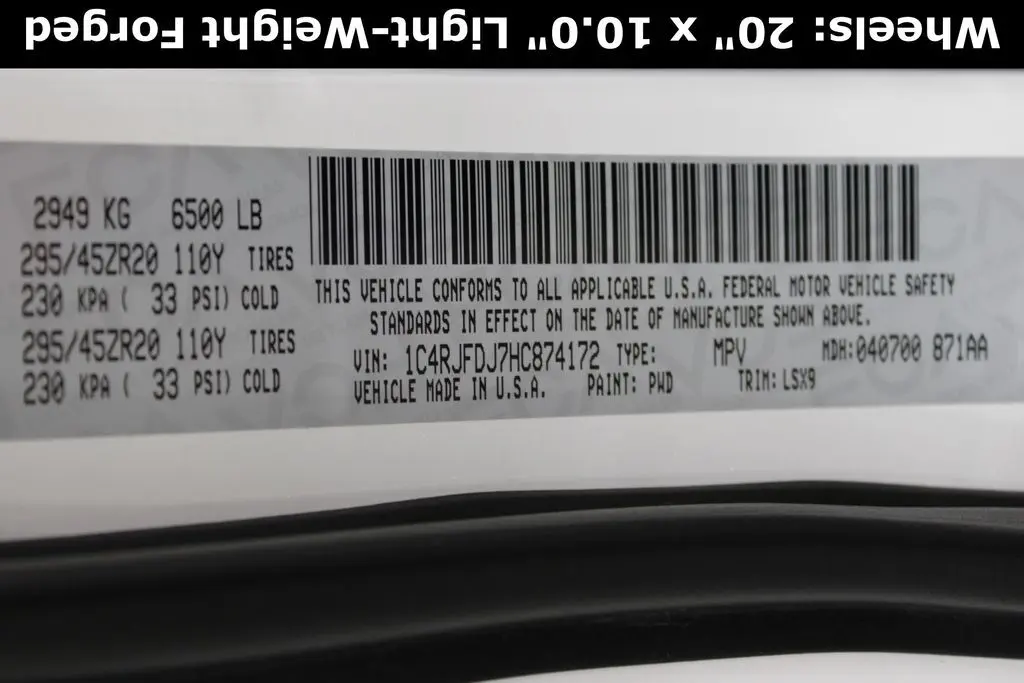 Wheels: 20" x 10.0" Light-Weight Forged
2949 KG 6500 LB
295/45ZR20 110Y TIRES
230 KPA ( 33 PSI) COLD
295/45ZR20 110Y TIRES
230 KPA ( 33 PSI) COLD
THIS VEHICLE CONFORMS TO ALL APPLICABLE U.S.A. FEDERAL MOTOR VEHICLE SAFETY
STANDARDS IN EFFECT ON THE DATE OF MANUFACTURE SHOWN ABOVE.
VIN: 1C4RJFDJ7HC874172 TYPE: MPV MDH:040700 871AA
VEHICLE MADE IN U.S.A. PAINT: PWD TRIM: LSX9